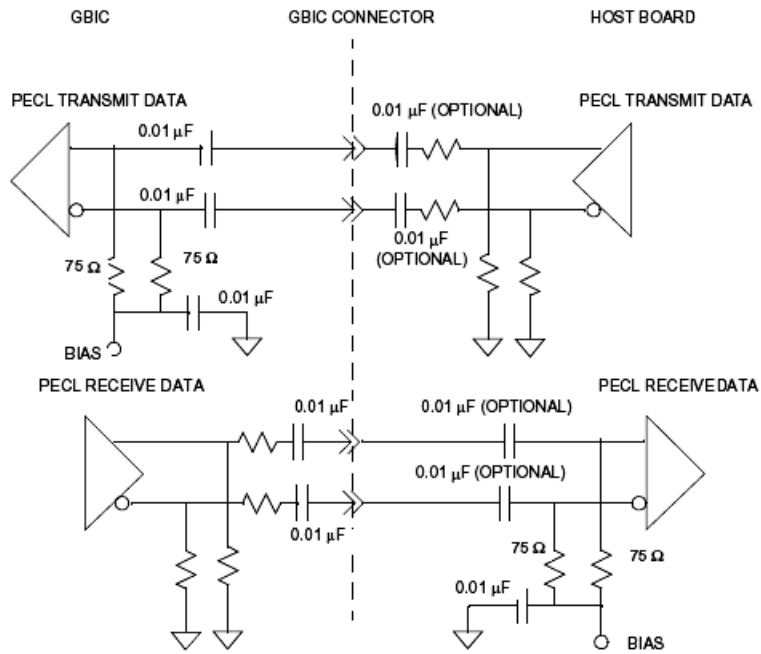 GBIC
GBIC CONNECTOR
HOST BOARD
PECL TRANSMIT DATA
0.01 µF (OPTIONAL)
PECL TRANSMIT DATA
0.01 µF
0.01 µF
0.01 µF
(OPTIONAL)
75 Ω
75 Ω
0.01 µF
BIAS
PECL RECEIVE DATA
PECL RECEIVEDATA
0.01 µF
0.01 µF (OPTIONAL)
0.01 µF (OPTIONAL)
0.01 µF
75 Ω
75 Ω
0.01 µF
BIAS